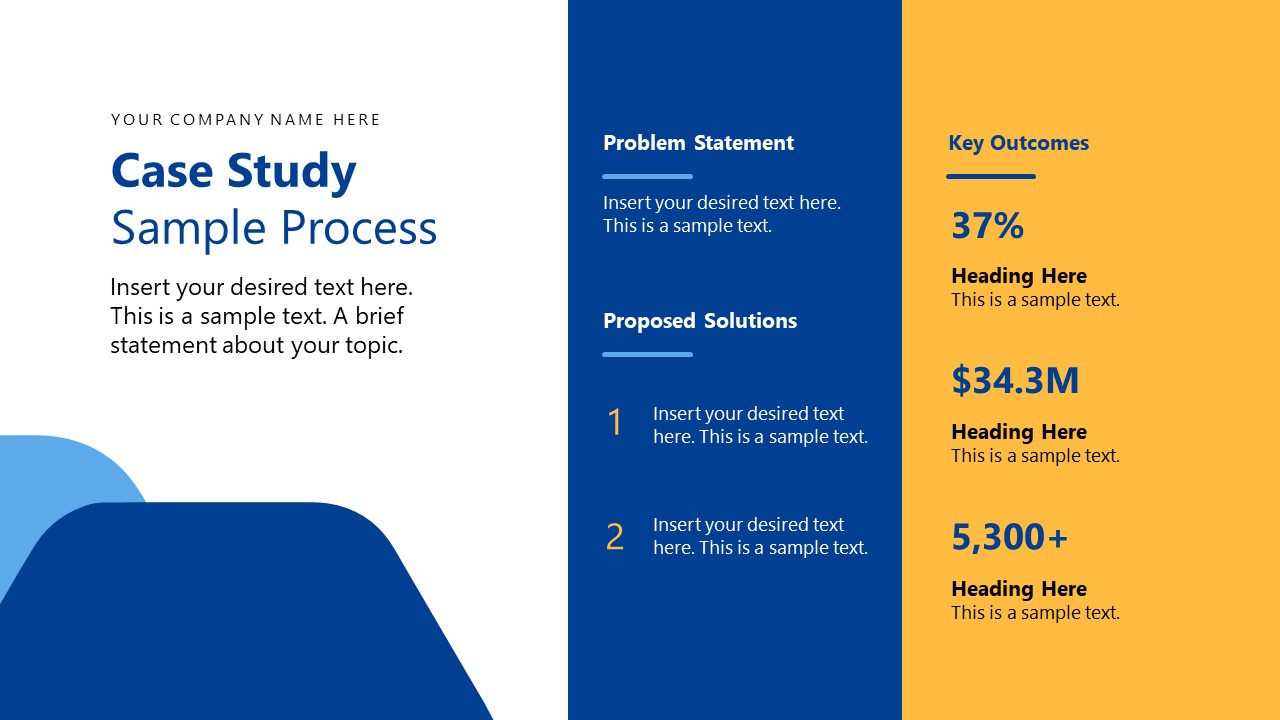 YOUR COMPANY NAME HERE
Case Study
Sample Process
Insert your desired text here.
This is a sample text. A brief
statement about your topic.
Problem Statement
Insert your desired text here.
This is a sample text.
Proposed Solutions
1
Insert your desired text
here. This is a sample text.
2
Insert your desired text
here. This is a sample text.
Key Outcomes
37%
Heading Here
This is a sample text.
$34.3M
Heading Here
This is a sample text.
5,300+
Heading Here
This is a sample text.